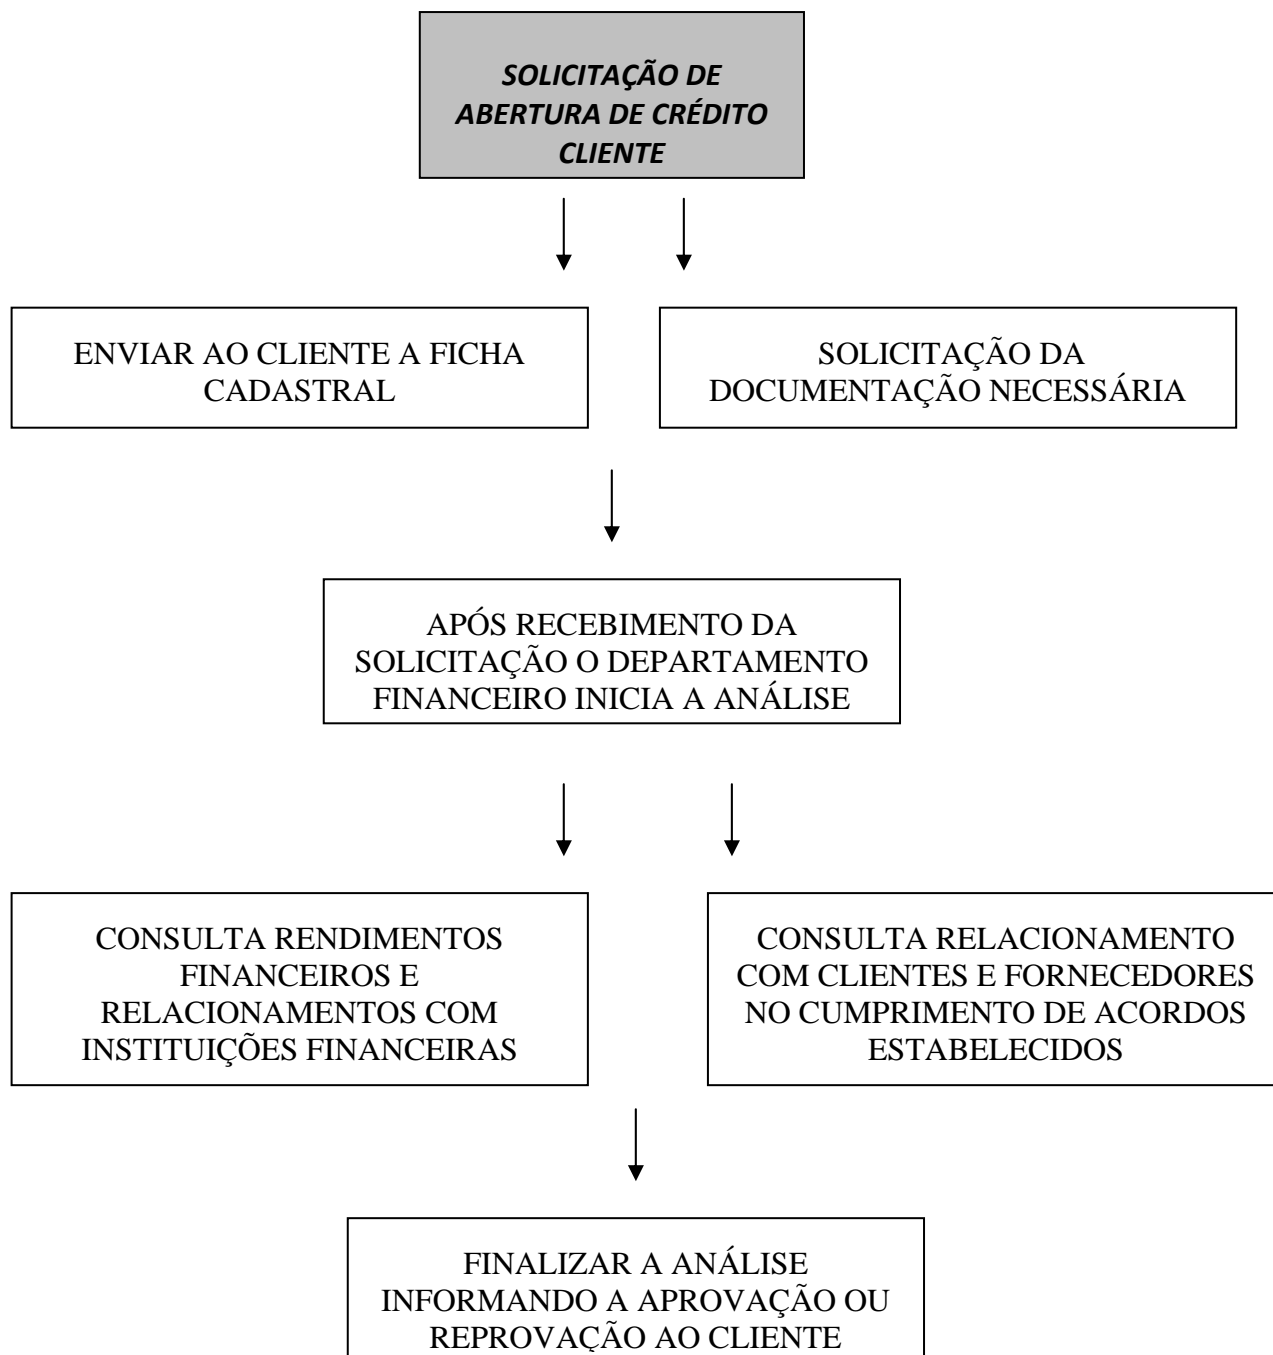 SOLICITAÇÃO DE
ABERTURA DE CRÉDITO
CLIENTE
ENVIAR AO CLIENTE A FICHA
CADASTRAL
SOLICITAÇÃO DA
DOCUMENTAÇÃO NECESSÁRIA
APÓS RECEBIMENTO DA
SOLICITAÇÃO O DEPARTAMENTO
FINANCEIRO INICIA A ANÁLISE
CONSULTA RENDIMENTOS
FINANCEIROS E
RELACIONAMENTOS COM
INSTITUIÇÕES FINANCEIRAS
CONSULTA RELACIONAMENTO
COM CLIENTES E FORNECEDORES
NO CUMPRIMENTO DE ACORDOS
ESTABELECIDOS
FINALIZAR A ANÁLISE
INFORMANDO A APROVAÇÃO OU
REPROVAÇÃO AO CLIENTE